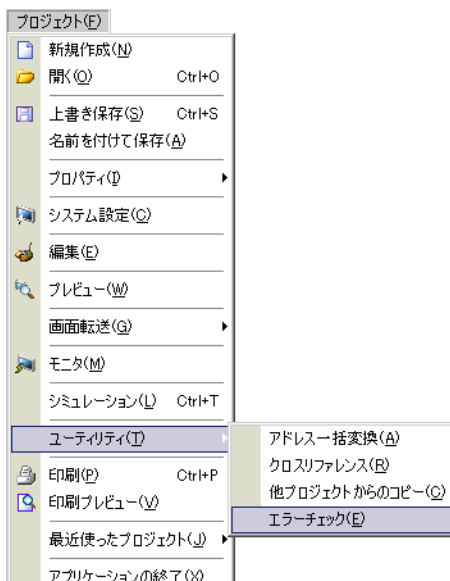 プロジェクト(F)
新規作成(N)
開く(O) Ctrl+O
上書き保存(S) Ctrl+S
名前を付けて保存(A)
プロパティ(I)
システム設定(C)
編集(E)
プレビュー(W)
画面転送(G)
モニタ(M)
シミュレーション(L) Ctrl+T
ユーティリティ(T)
アドレス一括変換(A)
クロスリファレンス(R)
他プロジェクトからのコピー(C)
エラーチェック(E)
印刷(P) Ctrl+P
印刷プレビュー(V)
最近使ったプロジェクト(J)
アプリケーションの終了(X)